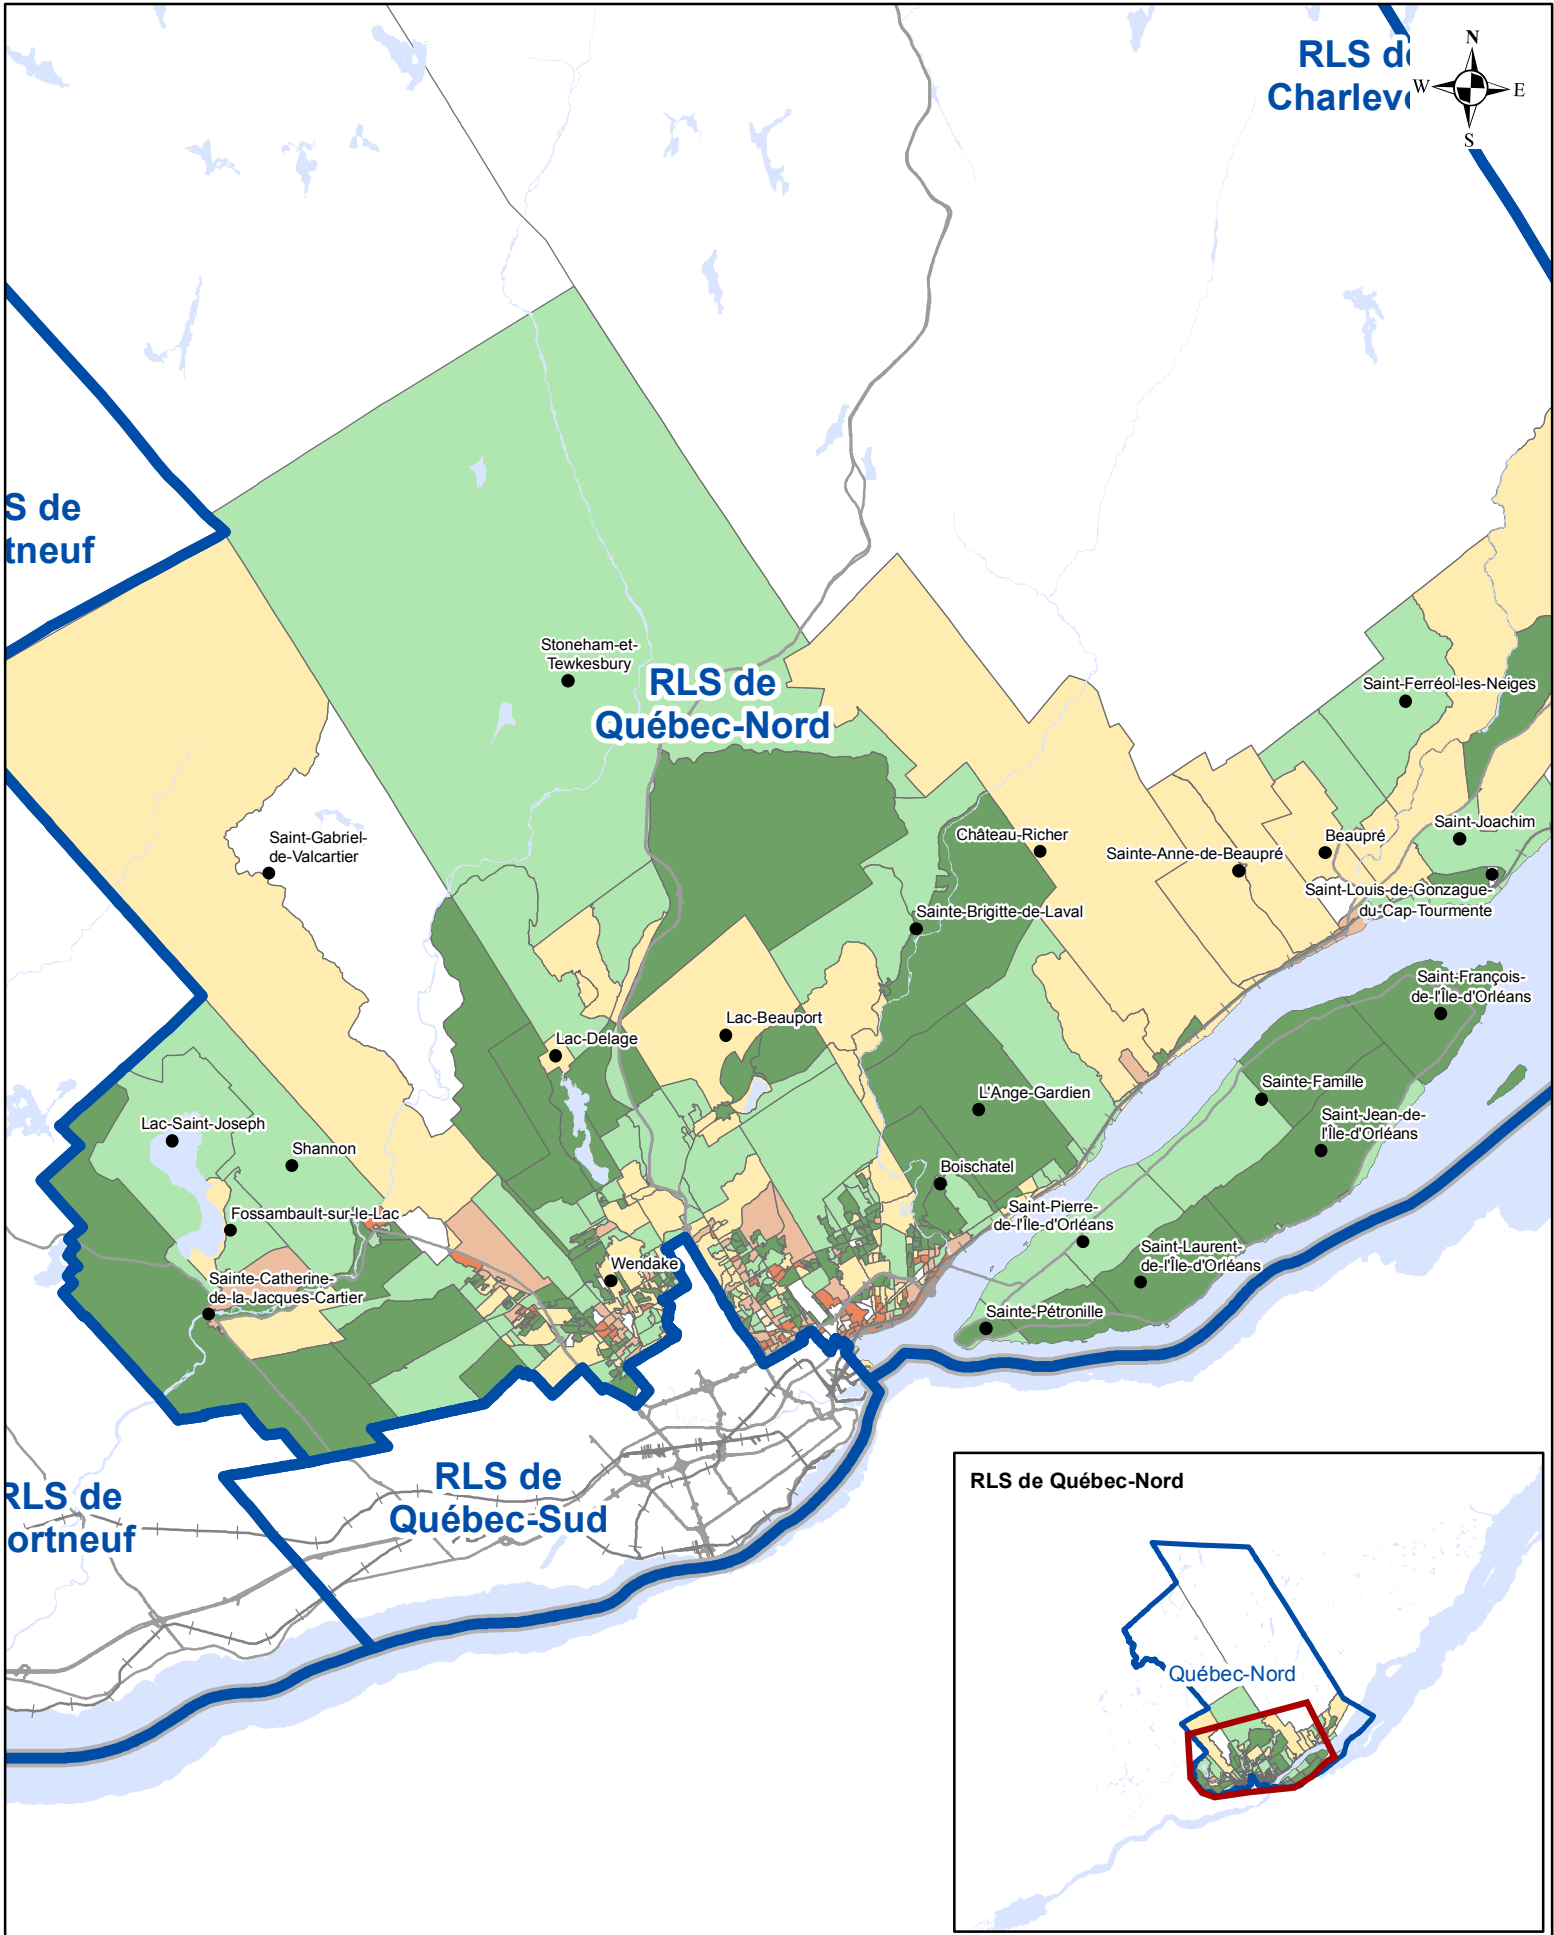 RLS de
Charlev
N
W
E
S
S de
tneuf
Stoneham-et-
Tewkesbury
RLS de
Québec-Nord
Saint-Ferréol-les-Neiges
Saint-Gabriel-
de-Valcartier
Château-Richer
Sainte-Anne-de-Beaupré
Beaupré
Saint-Joachim
Saint-Louis-de-Gonzague-
du-Cap-Tourmente
Sainte-Brigitte-de-Laval
Saint-François-
de-l'Île-d'Orléans
Lac-Beauport
Lac-Delage
L'Ange-Gardien
Sainte-Famille
Saint-Jean-de-
l'Île-d'Orléans
Lac-Saint-Joseph
Shannon
Boischatel
Fossambault-sur-le-Lac
Saint-Pierre-
de-l'Île-d'Orléans
Saint-Laurent-
de-l'Île-d'Orléans
Wendake
Sainte-Catherine-
de-la-Jacques-Cartier
Sainte-Pétronille
RLS de
Québec-Sud
RLS de
ortneuf
RLS de Québec-Nord
Québec-Nord